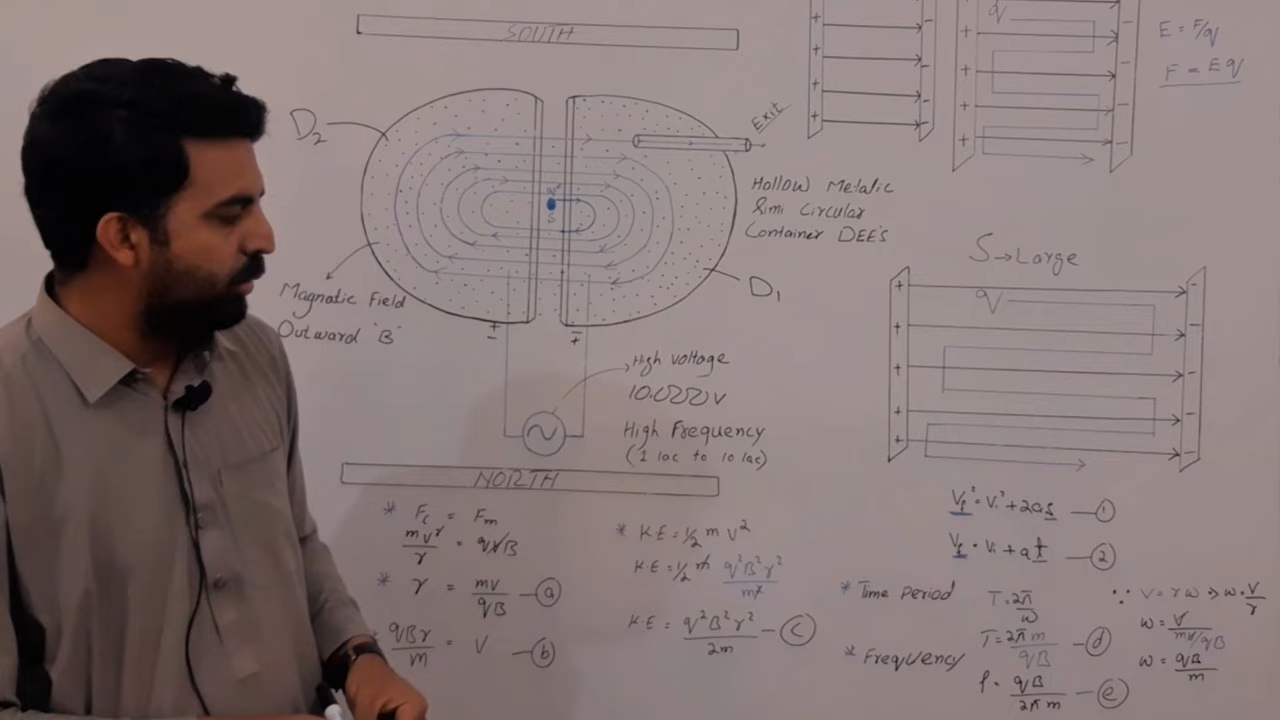 SOUTH
D2
Exit
q+
S
Hollow Metalic
Simi Circular
Container DEE's
D1
Magnetic Field
Outward "B"
+
-
-
+
High voltage
10.000 V
High Frequency
(1 lac to 10 lac)
NORTH
* Fc = Fm
mv²/r = qvB
* r = mv/qB — (a)
qBr/m = V — (b)
* K.E = 1/2 m V²
K.E = 1/2 m q²B²r²/m²
K.E = q²B²r²/2m — (c)
q
E = F/q
F = Eq
S → Large
q
Vf² = Vi² + 2as — (1)
Vf = Vi + at — (2)
* Time period
T = 2π/ω
T = 2πm/qB — (d)
* Frequency
f = qB/2πm — (e)
∵ V = rω ⇒ ω = V/r
ω = V/mV/qB
ω = qB/m